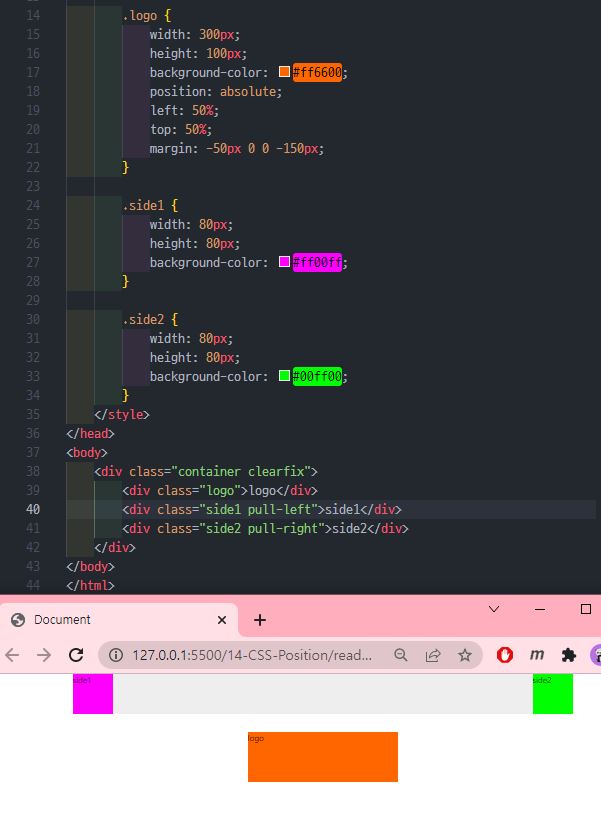 14 .logo {
15 width: 300px;
16 height: 100px;
17 background-color: #ff6600;
18 position: absolute;
19 left: 50%;
20 top: 50%;
21 margin: -50px 0 0 -150px;
22 }
23
24 .side1 {
25 width: 80px;
26 height: 80px;
27 background-color: #ff00ff;
28 }
29
30 .side2 {
31 width: 80px;
32 height: 80px;
33 background-color: #00ff00;
34 }
35 </style>
36 </head>
37 <body>
38 <div class="container clearfix">
39 <div class="logo">logo</div>
40 <div class="side1 pull-left">side1</div>
41 <div class="side2 pull-right">side2</div>
42 </div>
43 </body>
44 </html>
Document
127.0.0.1:5500/14-CSS-Position/read...
m
side1 side2
logo